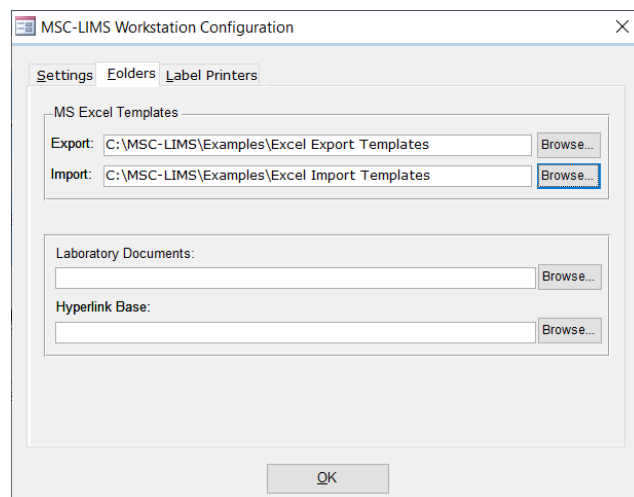 MSC-LIMS Workstation Configuration
Settings Folders Label Printers
MS Excel Templates
Export: C:\MSC-LIMS\Examples\Excel Export Templates Browse...
Import: C:\MSC-LIMS\Examples\Excel Import Templates Browse...
Laboratory Documents:
Browse...
Hyperlink Base:
Browse...
OK